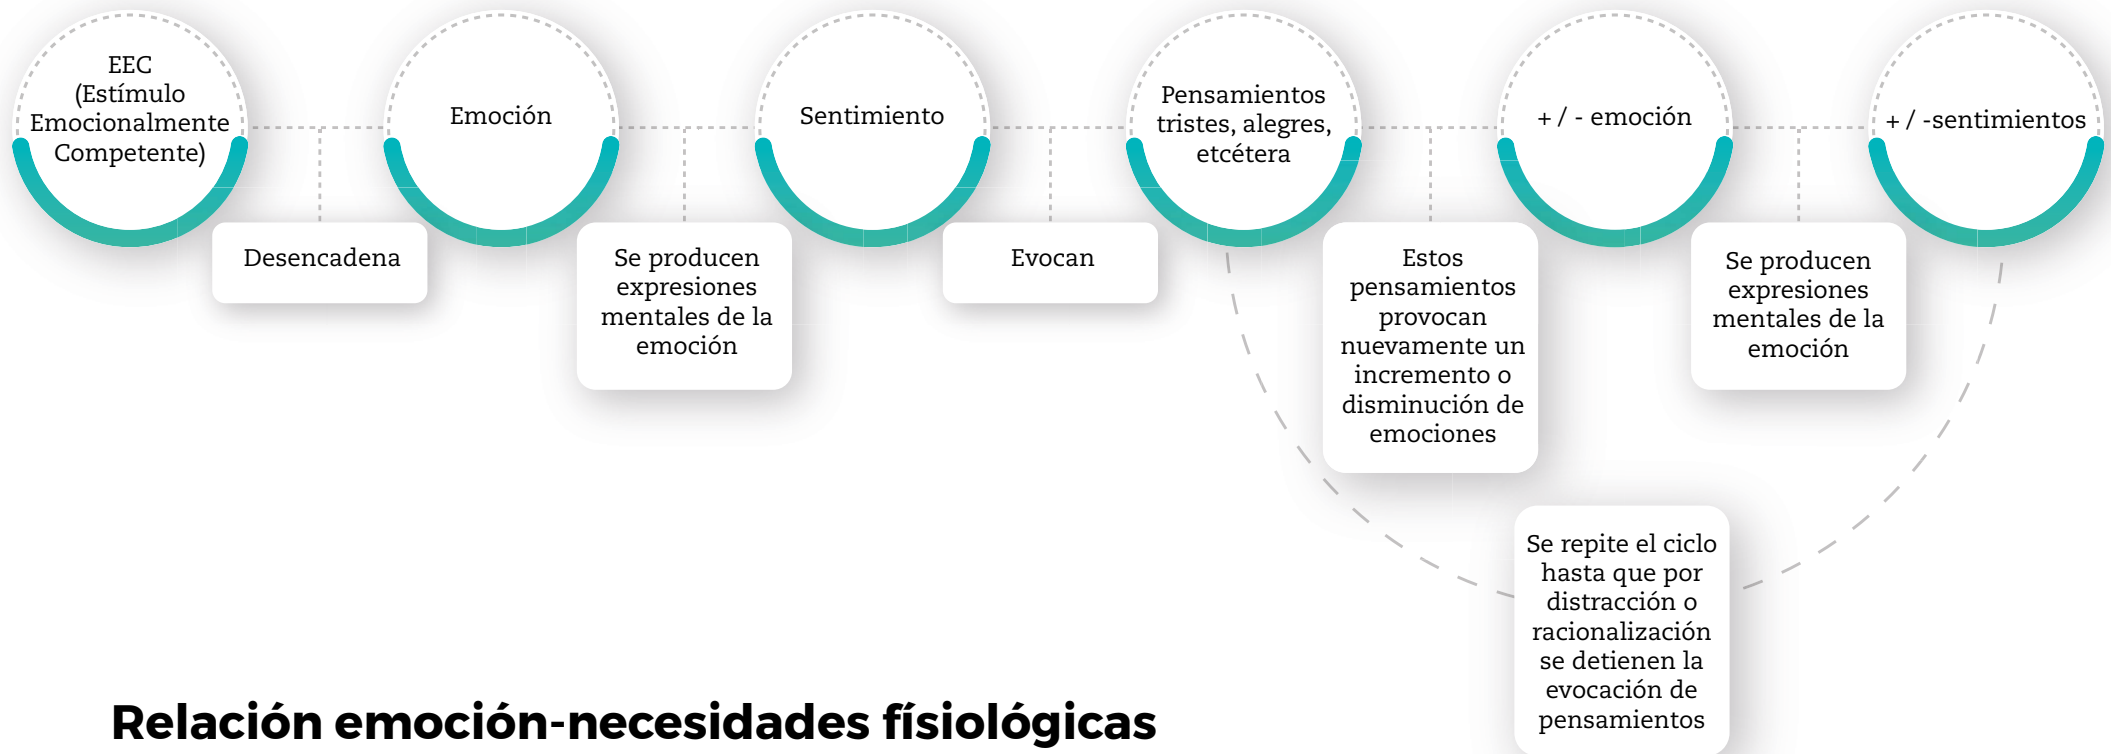 EEC
(Estímulo
Emocionalmente
Competente)
Desencadena
Emoción
Se producen
expresiones
mentales de la
emoción
Sentimiento
Evocan
Pensamientos
tristes, alegres,
etcétera
Estos
pensamientos
provocan
nuevamente un
incremento o
disminución de
emociones
+ / - emoción
Se producen
expresiones
mentales de la
emoción
+ / -sentimientos
Se repite el ciclo
hasta que por
distracción o
racionalización
se detienen la
evocación de
pensamientos
Relación emoción-necesidades físiológicas